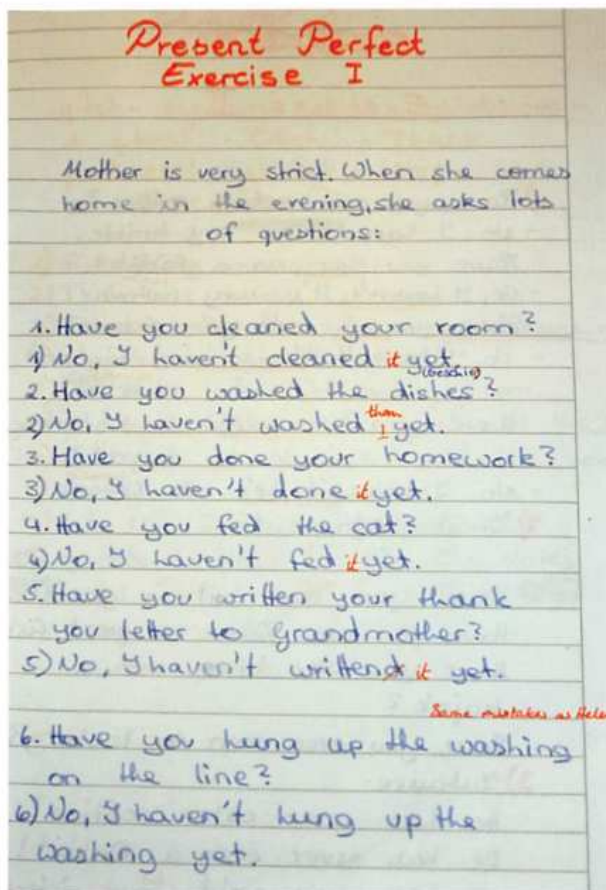 Present Perfect
Exercise I
Mother is very strict. When she comes
home in the evening, she asks lots
of questions:
1. Have you cleaned your room?
1) No, I haven't cleaned it yet.
(Geschirr)
2. Have you washed the dishes?
than
2) No, I haven't washed yet.
3. Have you done your homework?
3) No, I haven't done it yet.
4. Have you fed the cat?
4) No, I haven't fed it yet.
5. Have you written your thank
you letter to Grandmother?
5) No, I haven't written it yet.
Same mistakes as
6. Have you hung up the washing
on the line?
6) No, I haven't hung up the
washing yet.